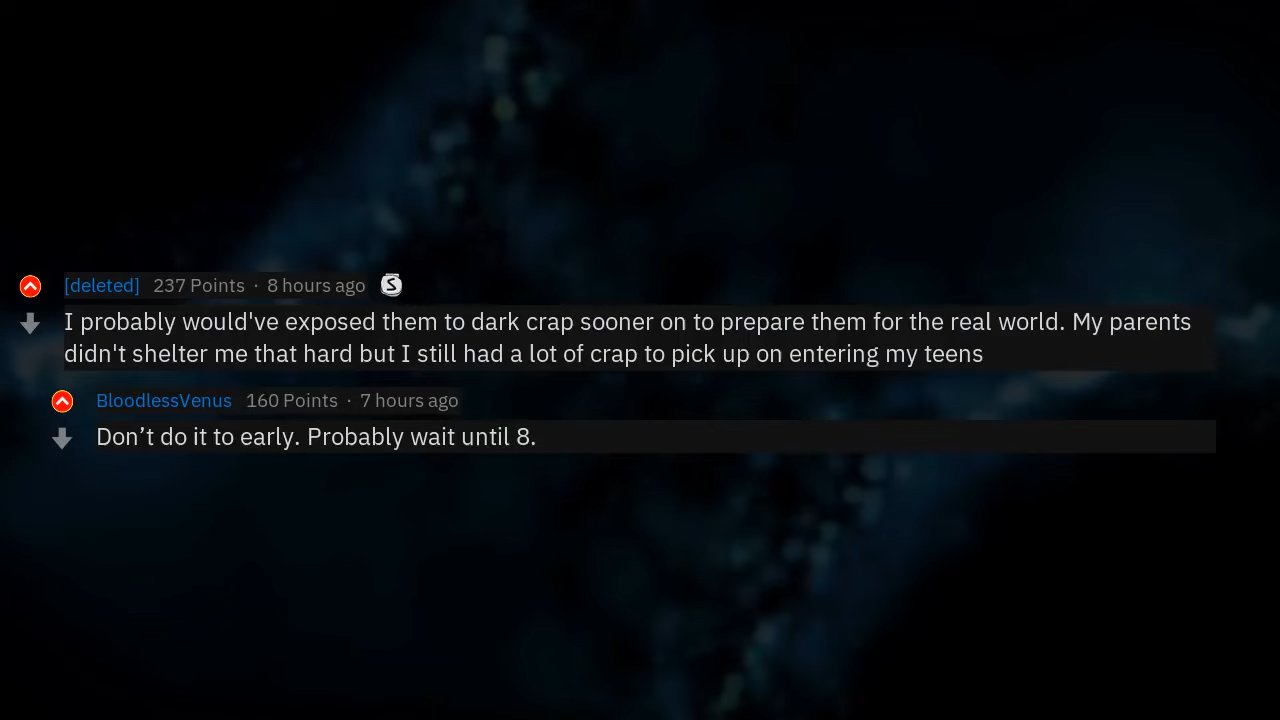 [deleted] 237 Points · 8 hours ago S
I probably would've exposed them to dark crap sooner on to prepare them for the real world. My parents
didn't shelter me that hard but I still had a lot of crap to pick up on entering my teens
BloodlessVenus 160 Points · 7 hours ago
Don’t do it to early. Probably wait until 8.